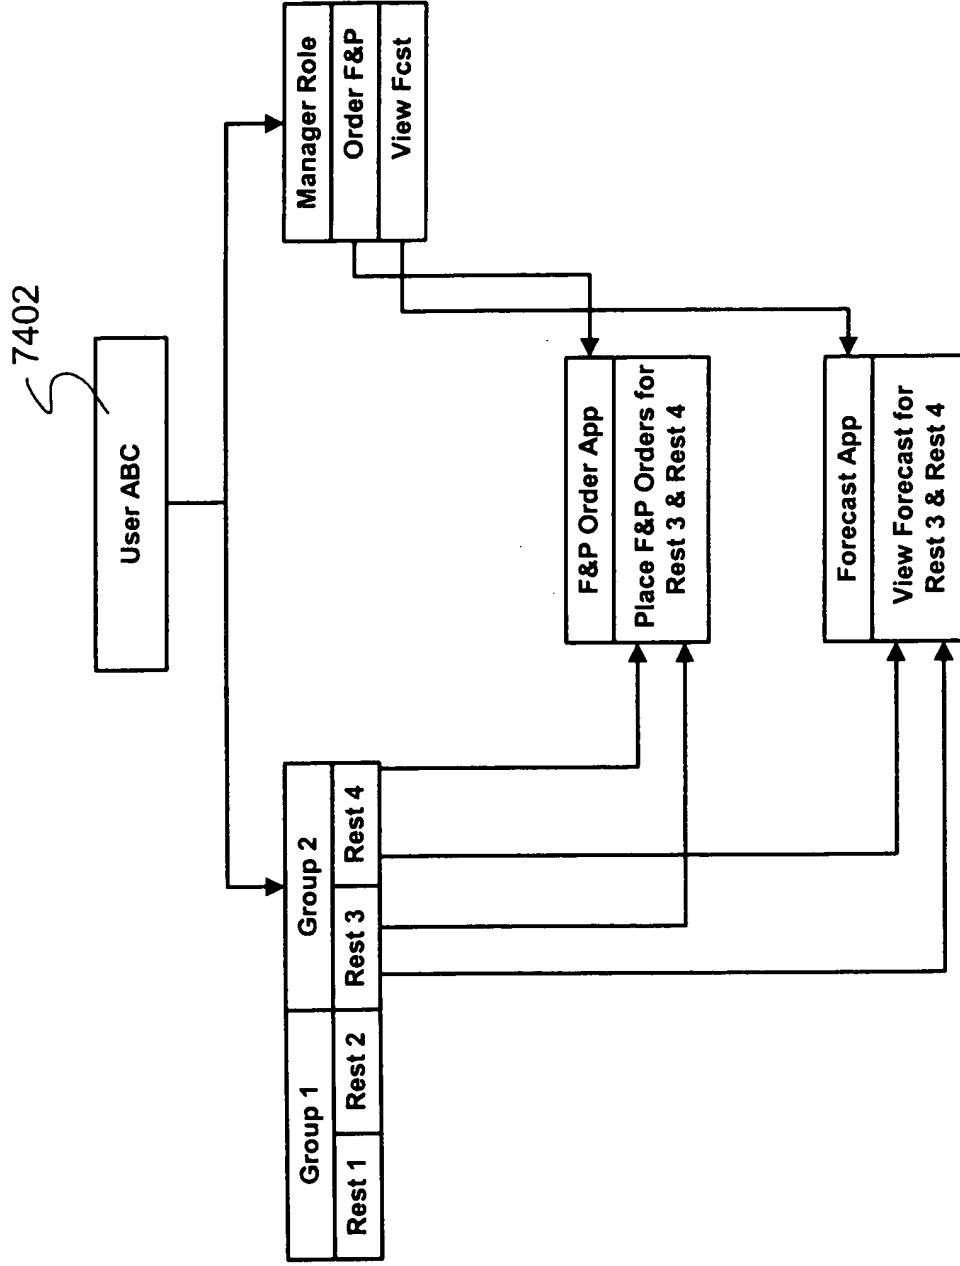 7402
User ABC
Group 1
Group 2
Rest 1
Rest 2
Rest 3
Rest 4
Manager Role
Order F&P
View Fcst
F&P Order App
Place F&P Orders for
Rest 3 & Rest 4
Forecast App
View Forecast for
Rest 3 & Rest 4